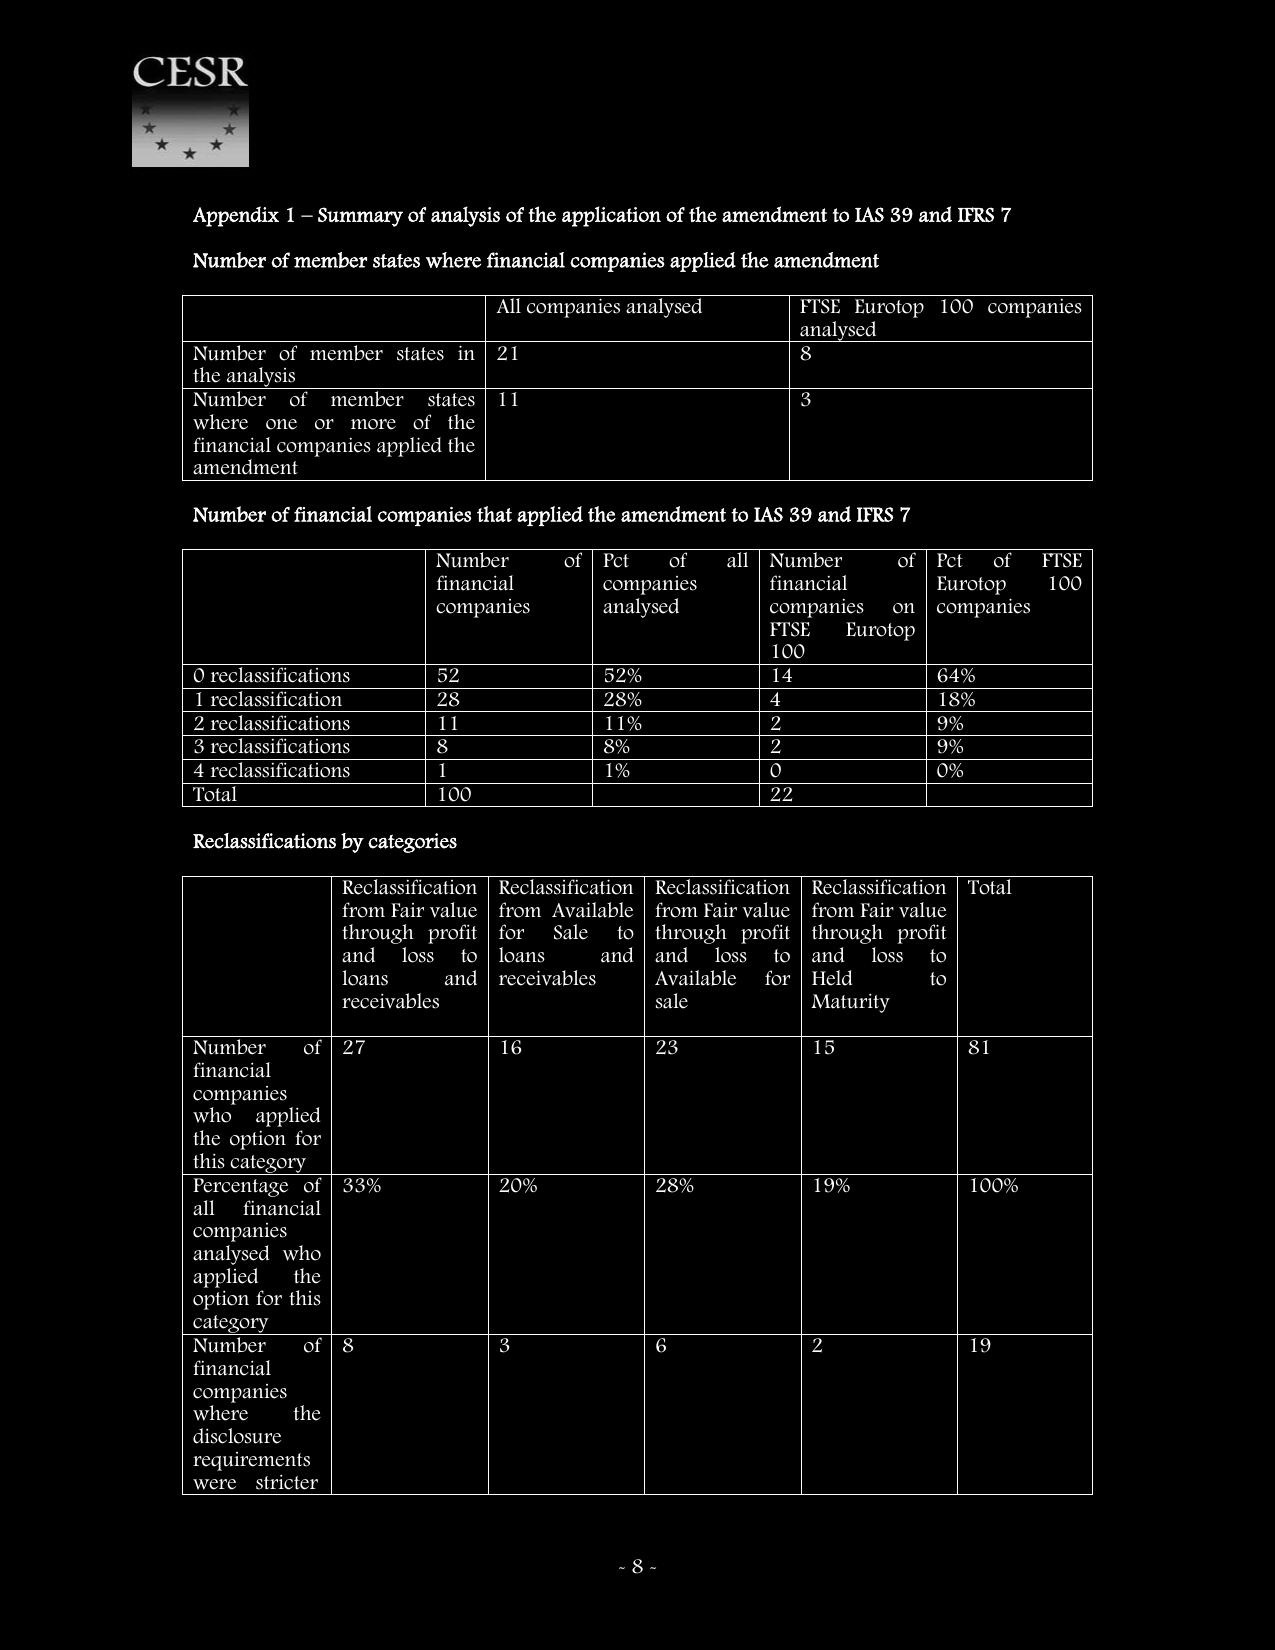 CESR
Appendix 1 – Summary of analysis of the application of the amendment to IAS 39 and IFRS 7
Number of member states where financial companies applied the amendment
All companies analysed
FTSE Eurotop 100 companies
analysed
Number of member states in
the analysis
21
8
Number of member states
where one or more of the
financial companies applied the
amendment
11
3
Number of financial companies that applied the amendment to IAS 39 and IFRS 7
Number of
financial
companies
Pct of all
companies
analysed
Number of
financial
companies on
FTSE Eurotop
100
Pct of FTSE
Eurotop 100
companies
0 reclassifications
52
52%
14
64%
1 reclassification
28
28%
4
18%
2 reclassifications
11
11%
2
9%
3 reclassifications
8
8%
2
9%
4 reclassifications
1
1%
0
0%
Total
100
22
Reclassifications by categories
Reclassification
from Fair value
through profit
and loss to
loans and
receivables
Reclassification
from Available
for Sale to
loans and
receivables
Reclassification
from Fair value
through profit
and loss to
Available for
sale
Reclassification
from Fair value
through profit
and loss to
Held to
Maturity
Total
Number of
financial
companies
who applied
the option for
this category
27
16
23
15
81
Percentage of
all financial
companies
analysed who
applied the
option for this
category
33%
20%
28%
19%
100%
Number of
financial
companies
where the
disclosure
requirements
were stricter
8
3
6
2
19
~ 8 ~